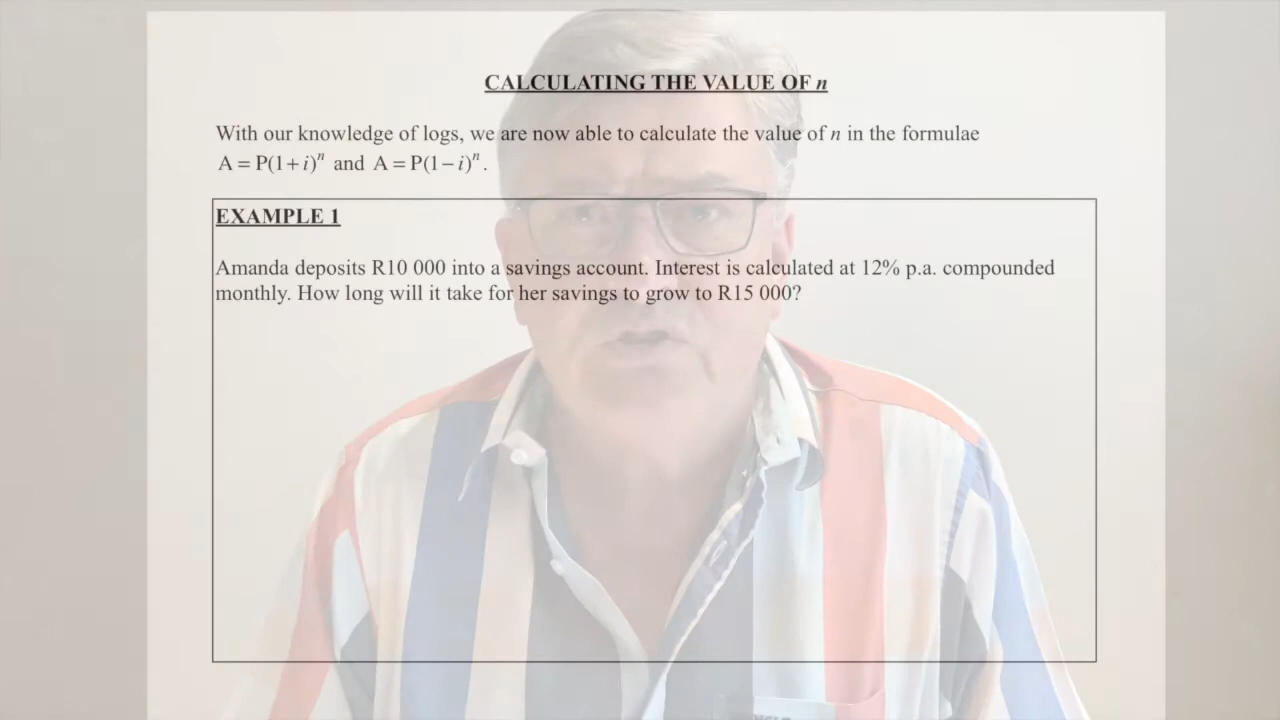 CALCULATING THE VALUE OF n
With our knowledge of logs, we are now able to calculate the value of n in the formulae
A = P(1 + i)ⁿ and A = P(1 − i)ⁿ.
EXAMPLE 1
Amanda deposits R10 000 into a savings account. Interest is calculated at 12% p.a. compounded
monthly. How long will it take for her savings to grow to R15 000?